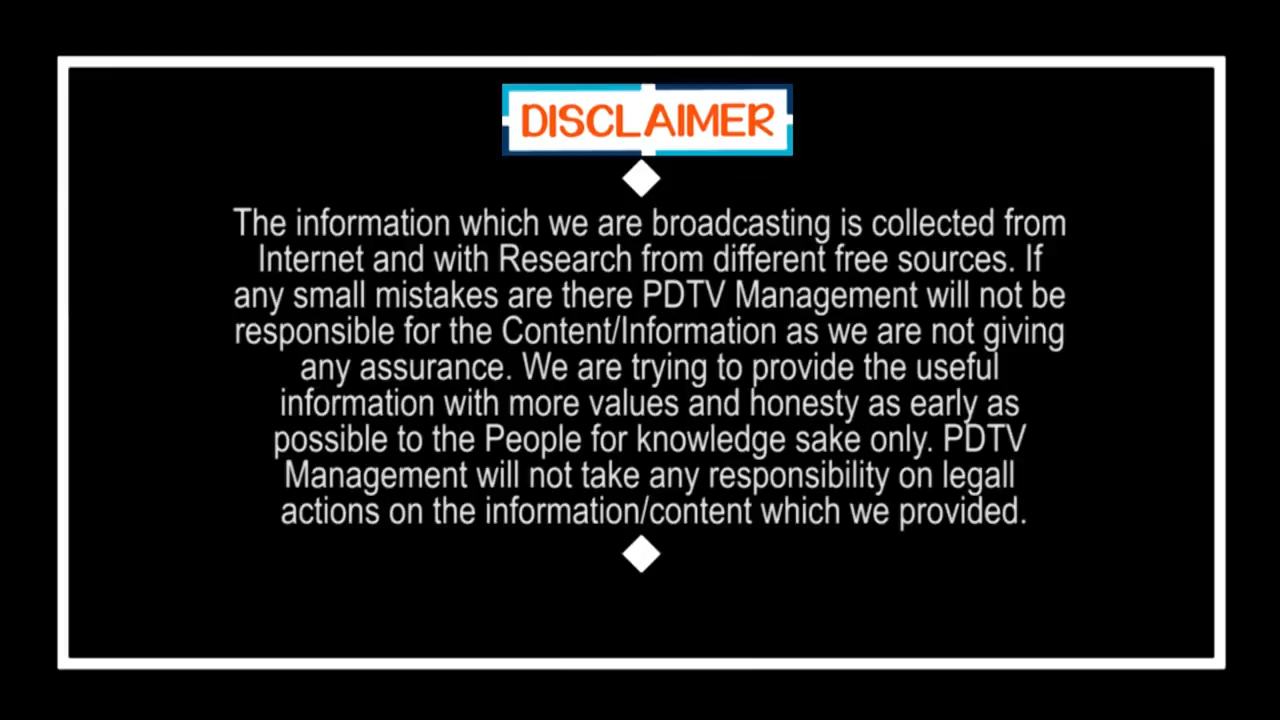 DISCLAIMER
The information which we are broadcasting is collected from
Internet and with Research from different free sources. If
any small mistakes are there PDTV Management will not be
responsible for the Content/Information as we are not giving
any assurance. We are trying to provide the useful
information with more values and honesty as early as
possible to the People for knowledge sake only. PDTV
Management will not take any responsibility on legall
actions on the information/content which we provided.